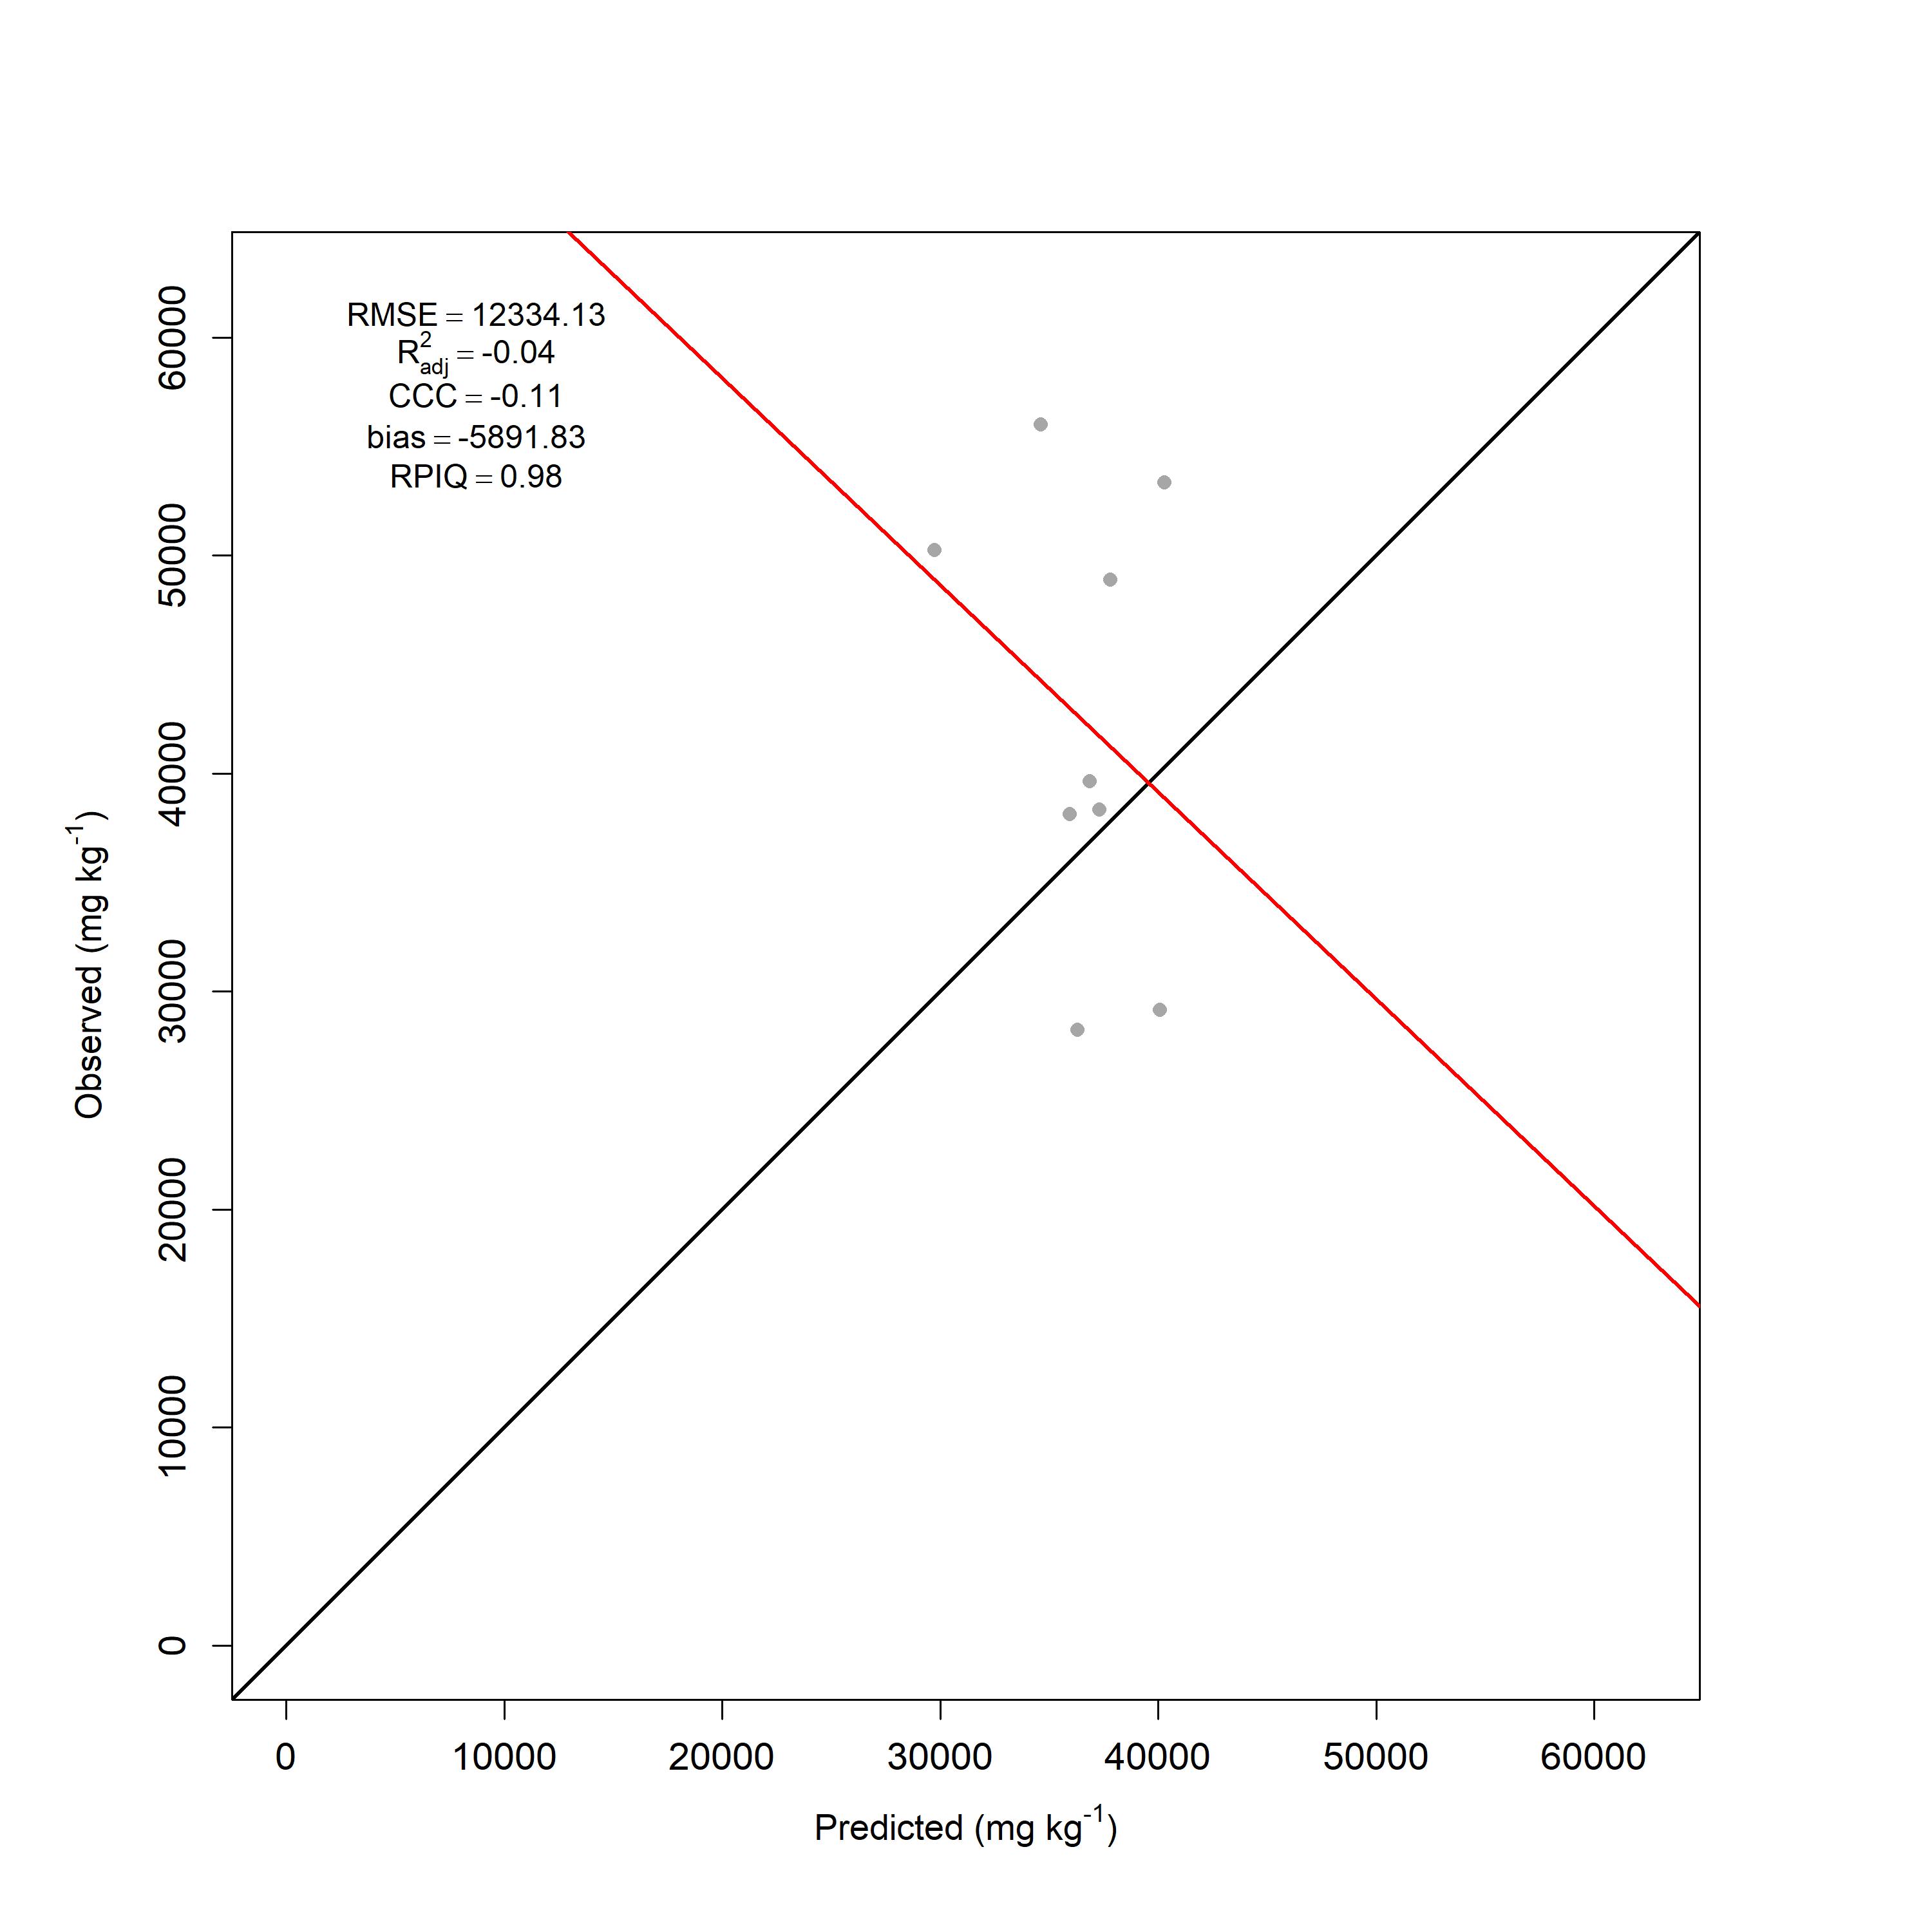 RMSE = 12334.13
R²adj = -0.04
CCC = -0.11
bias = -5891.83
RPIQ = 0.98
60000
50000
40000
30000
20000
10000
0
Observed (mg kg⁻¹)
0 10000 20000 30000 40000 50000 60000
Predicted (mg kg⁻¹)